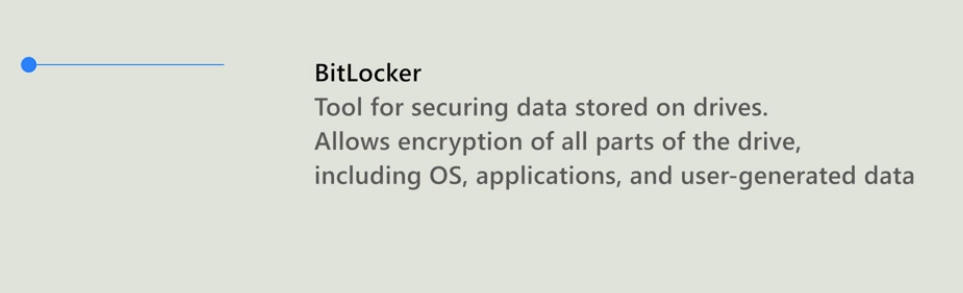 BitLocker
Tool for securing data stored on drives.
Allows encryption of all parts of the drive,
including OS, applications, and user-generated data